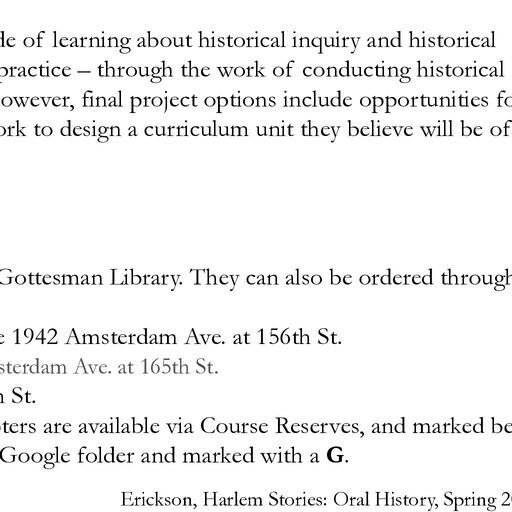 de of learning about historical inquiry and historical
practice – through the work of conducting historical
owever, final project options include opportunities fo
ork to design a curriculum unit they believe will be of
Gottesman Library. They can also be ordered through
e 1942 Amsterdam Ave. at 156th St.
sterdam Ave. at 165th St.
h St.
pters are available via Course Reserves, and marked be
Google folder and marked with a G.
Erickson, Harlem Stories: Oral History, Spring 20